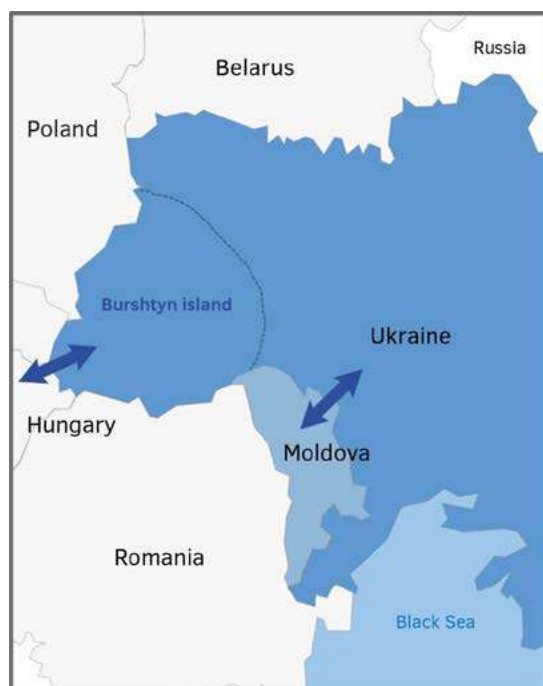 Russia
Belarus
Poland
Burshtyn island
Ukraine
Hungary
Moldova
Romania
Black Sea